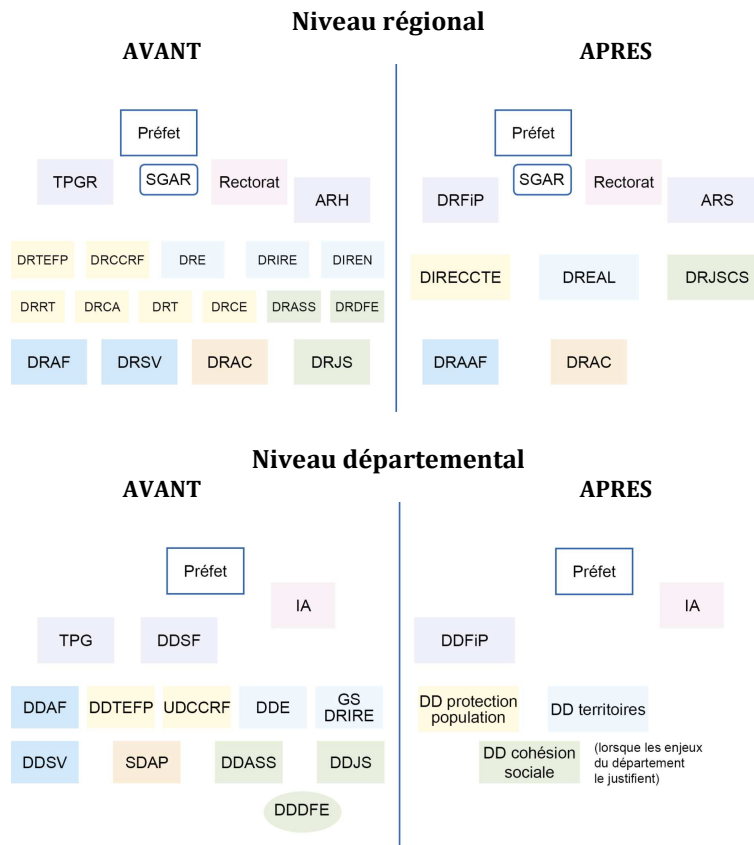 Niveau régional
AVANT
APRES
Préfet
TPGR
SGAR
Rectorat
ARH
DRTEFP
DRCCRF
DRE
DRIRE
DIREN
DRRT
DRCA
DRT
DRCE
DRASS
DRDFE
DRAF
DRSV
DRAC
DRJS
Préfet
DRFiP
SGAR
Rectorat
ARS
DIRECCTE
DREAL
DRJSCS
DRAAF
DRAC
Niveau départemental
AVANT
APRES
Préfet
IA
TPG
DDSF
DDAF
DDTEFP
UDCCRF
DDE
GS
DRIRE
DDSV
SDAP
DDASS
DDJS
DDDFE
Préfet
IA
DDFiP
DD protection
population
DD territoires
DD cohésion
sociale
(lorsque les enjeux
du département
le justifient)